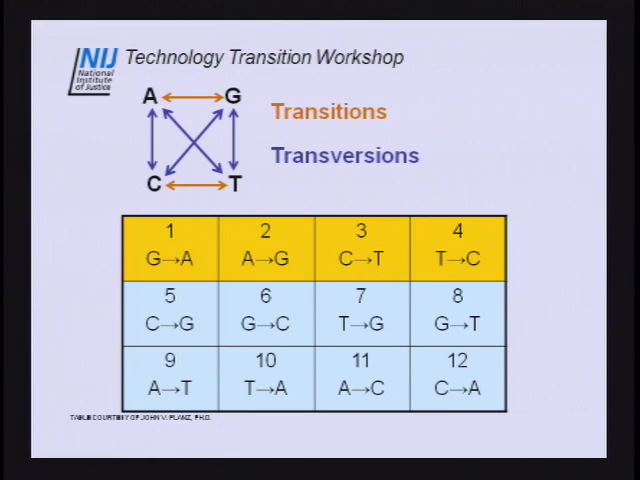 NIJ
National
Institute
of Justice
Technology Transition Workshop
A G
Transitions
Transversions
C T
1 2 3 4
G→A A→G C→T T→C
5 6 7 8
C→G G→C T→G G→T
9 10 11 12
A→T T→A A→C C→A
TABLE COURTESY OF JOHN V. PLANZ, PH.D.